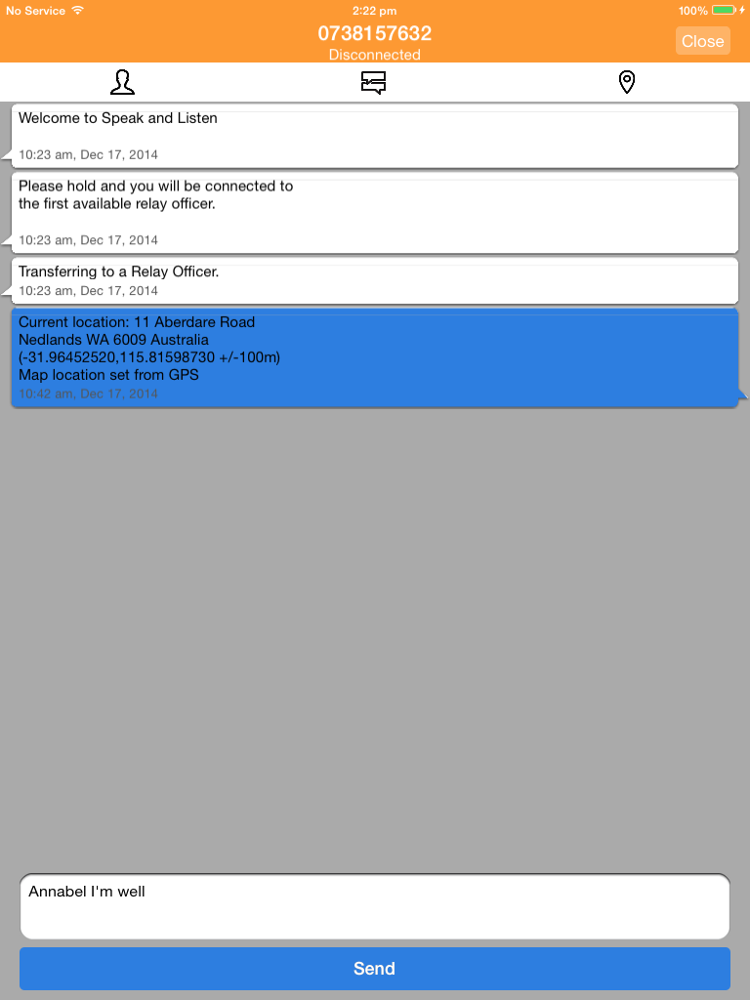 No Service 2:22 pm 100%
0738157632
Disconnected
Close
Welcome to Speak and Listen
10:23 am, Dec 17, 2014
Please hold and you will be connected to
the first available relay officer.
10:23 am, Dec 17, 2014
Transferring to a Relay Officer.
10:23 am, Dec 17, 2014
Current location: 11 Aberdare Road
Nedlands WA 6009 Australia
(-31.96452520,115.81598730 +/-100m)
Map location set from GPS
10:42 am, Dec 17, 2014
Annabel I'm well
Send